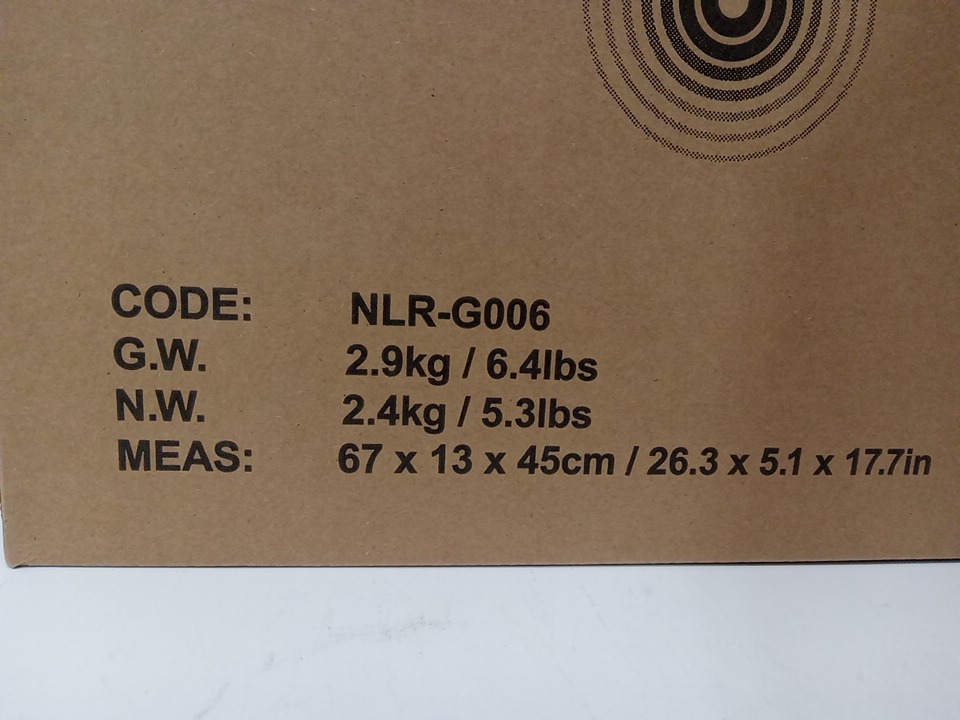 CODE: NLR-G006
G.W. 2.9kg / 6.4lbs
N.W. 2.4kg / 5.3lbs
MEAS: 67 x 13 x 45cm / 26.3 x 5.1 x 17.7in